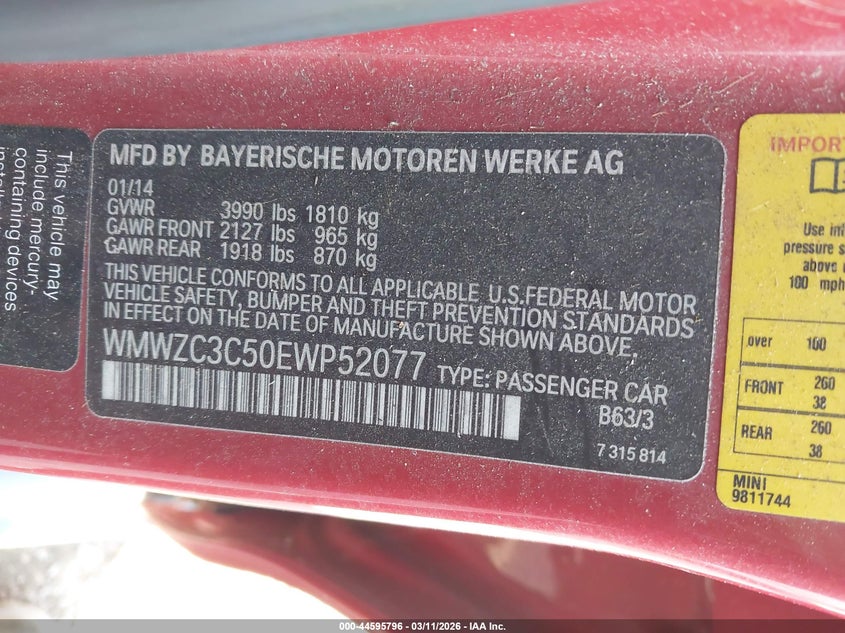 This vehicle may
include mercury-
containing devices
MFD BY BAYERISCHE MOTOREN WERKE AG
01/14
GVWR 3990 lbs 1810 kg
GAWR FRONT 2127 lbs 965 kg
GAWR REAR 1918 lbs 870 kg
THIS VEHICLE CONFORMS TO ALL APPLICABLE U.S.FEDERAL MOTOR
VEHICLE SAFETY, BUMPER AND THEFT PREVENTION STANDARDS
IN EFFECT ON THE DATE OF MANUFACTURE SHOWN ABOVE.
WMWZC3C50EWP52077 TYPE: PASSENGER CAR
B63/3
7 315 814
pressure
above
100 mph
over 100
FRONT 260
38
REAR 260
38
MINI
9811744
000-44595796 - 03/11/2026 - IAA Inc.